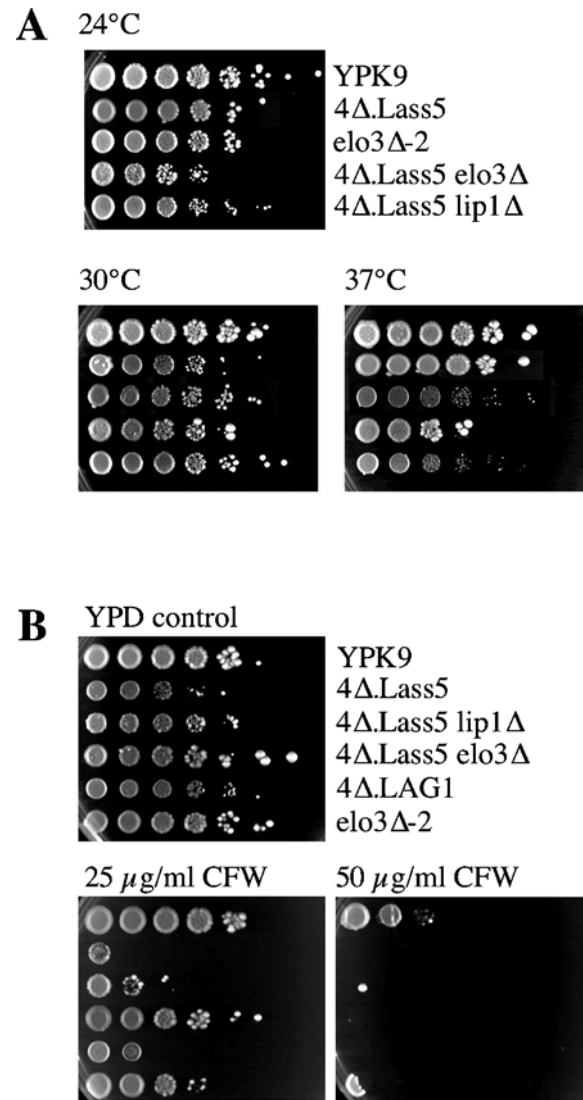 A
24°C
YPK9
4Δ.Lass5
elo3Δ-2
4Δ.Lass5 elo3Δ
4Δ.Lass5 lip1Δ
30°C
37°C
B
YPD control
YPK9
4Δ.Lass5
4Δ.Lass5 lip1Δ
4Δ.Lass5 elo3Δ
4Δ.LAG1
elo3Δ-2
25 µg/ml CFW
50 µg/ml CFW